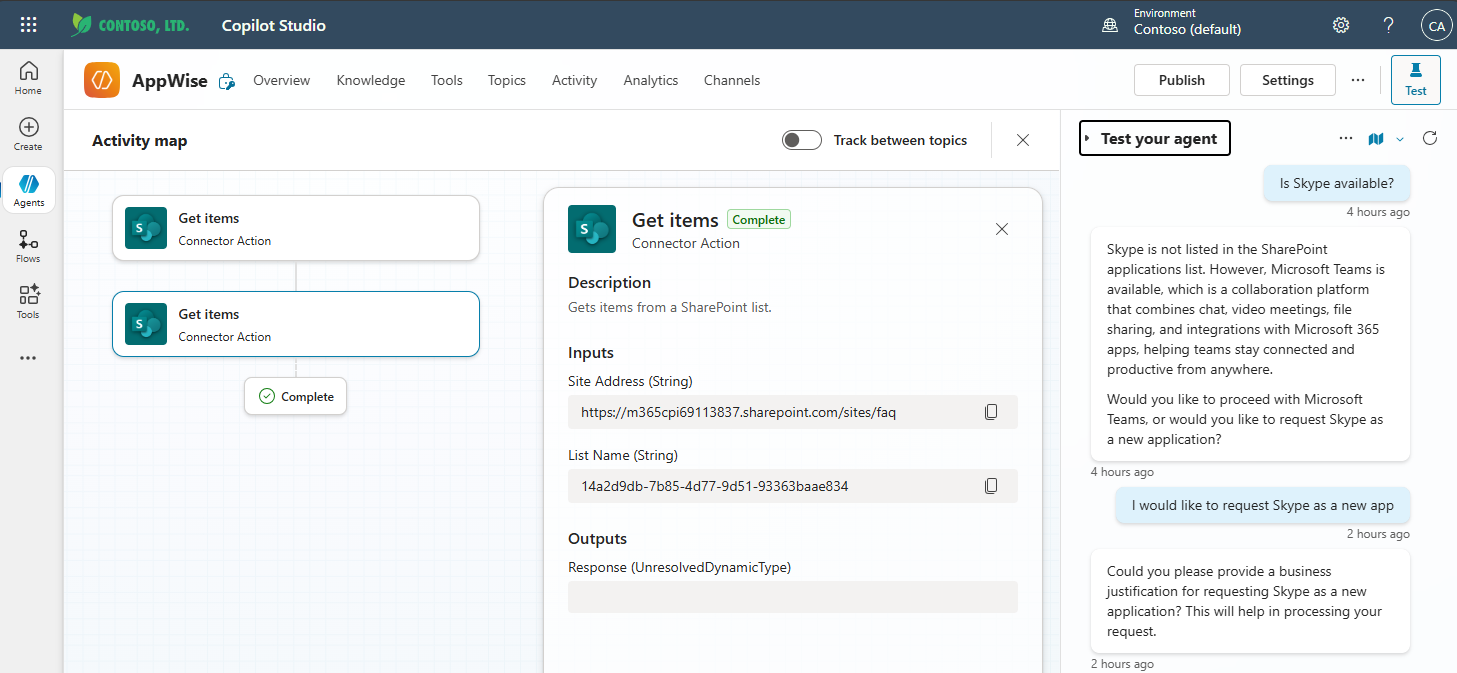 CONTOSO, LTD.
Copilot Studio
Environment
Contoso (default)
?
CA
Home
Create
Agents
Flows
Tools
AppWise
Overview
Knowledge
Tools
Topics
Activity
Analytics
Channels
Publish
Settings
Test
Activity map
Track between topics
S
Get items
Connector Action
S
Get items
Connector Action
Complete
S
Get items
Complete
Connector Action
Description
Gets items from a SharePoint list.
Inputs
Site Address (String)
https://m365cpi69113837.sharepoint.com/sites/faq
List Name (String)
14a2d9db-7b85-4d77-9d51-93363baae834
Outputs
Response (UnresolvedDynamicType)
Test your agent
Is Skype available?
4 hours ago
Skype is not listed in the SharePoint
applications list. However, Microsoft Teams is
available, which is a collaboration platform
that combines chat, video meetings, file
sharing, and integrations with Microsoft 365
apps, helping teams stay connected and
productive from anywhere.
Would you like to proceed with Microsoft
Teams, or would you like to request Skype as
a new application?
4 hours ago
I would like to request Skype as a new app
2 hours ago
Could you please provide a business
justification for requesting Skype as a new
application? This will help in processing your
request.
2 hours ago